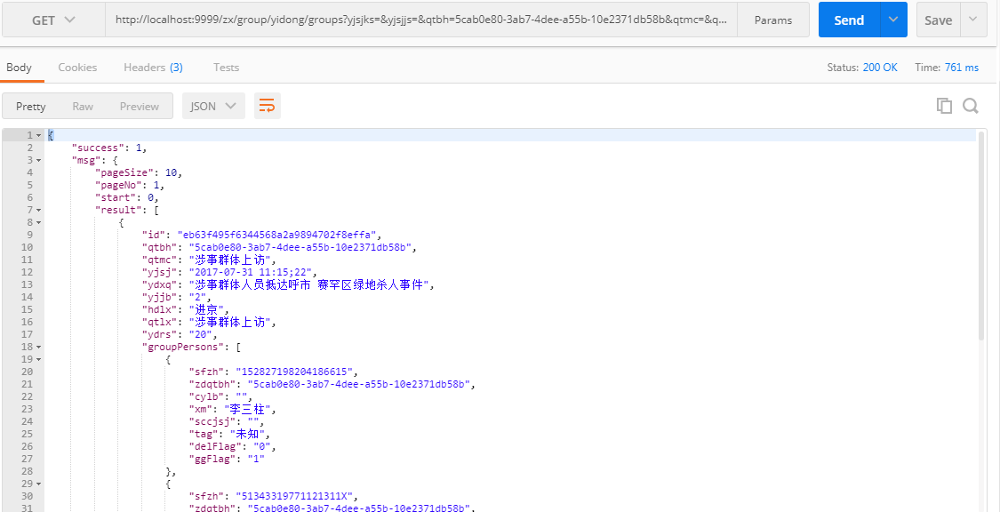 GET http://localhost:9999/zx/group/yidong/groups?yjsjks=&yjsjjs=&qtbh=5cab0e80-3ab7-4dee-a55b-10e2371db58b&qtmc=&q... Params Send Save
Body Cookies Headers (3) Tests Status: 200 OK Time: 761 ms
Pretty Raw Preview JSON
1 {
2 "success": 1,
3 "msg": {
4 "pageSize": 10,
5 "pageNo": 1,
6 "start": 0,
7 "result": [
8 {
9 "id": "eb63f495f6344568a2a9894702f8effa",
10 "qtbh": "5cab0e80-3ab7-4dee-a55b-10e2371db58b",
11 "qtmc": "涉事群体上访",
12 "yjsj": "2017-07-31 11:15;22",
13 "ydxq": "涉事群体人员抵达呼市 赛罕区绿地杀人事件",
14 "yjjb": "2",
15 "hdlx": "进京",
16 "qtlx": "涉事群体上访",
17 "ydrs": "20",
18 "groupPersons": [
19 {
20 "sfzh": "152827198204186615",
21 "zdqtbh": "5cab0e80-3ab7-4dee-a55b-10e2371db58b",
22 "cylb": "",
23 "xm": "李三柱",
24 "sccjsj": "",
25 "tag": "未知",
26 "delFlag": "0",
27 "ggFlag": "1"
28 },
29 {
30 "sfzh": "51343319771121311X",
31 "zdqtbh": "5cab0e80-3ab7-4dee-a55b-10e2371db58b",